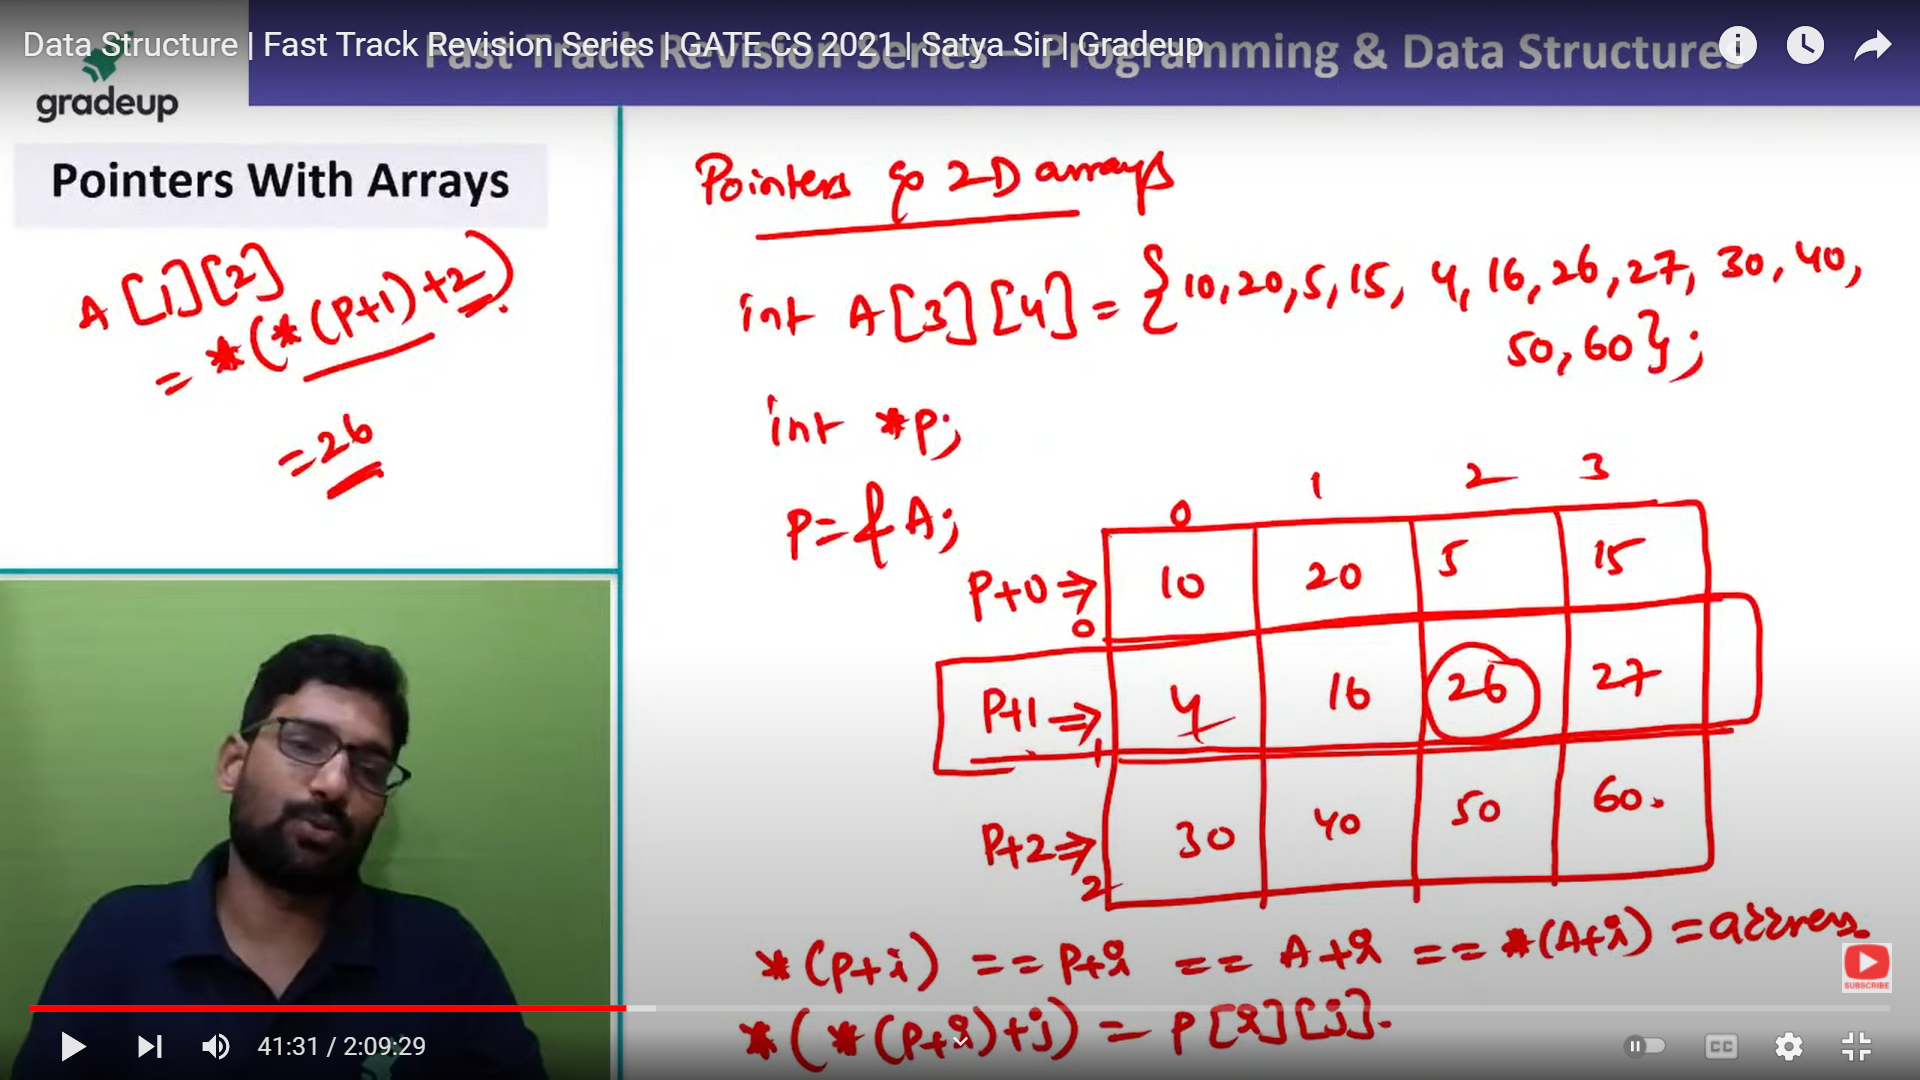 Data Structure | Fast Track Revision Series | GATE CS 2021 | Satya Sir | Gradeup
Fast Track Revision Series – Programming & Data Structures
gradeup
Pointers With Arrays
A[1][2]
= *(*(P+1)+2)
= 26
Pointers to 2D arrays
int A[3][4] = {10,20,5,15, 4,16,26,27, 30,40,
50,60};
int *P;
P=&A;
0 1 2 3
P+0 ⇒ 0 10 20 5 15
P+1 ⇒ 1 4 16 26 27
P+2 ⇒ 2 30 40 50 60.
*(P+i) == P+i == A+i == *(A+i) = address
*(*(P+i)+j) = P[i][j].
SUBSCRIBE
41:31 / 2:09:29
CC